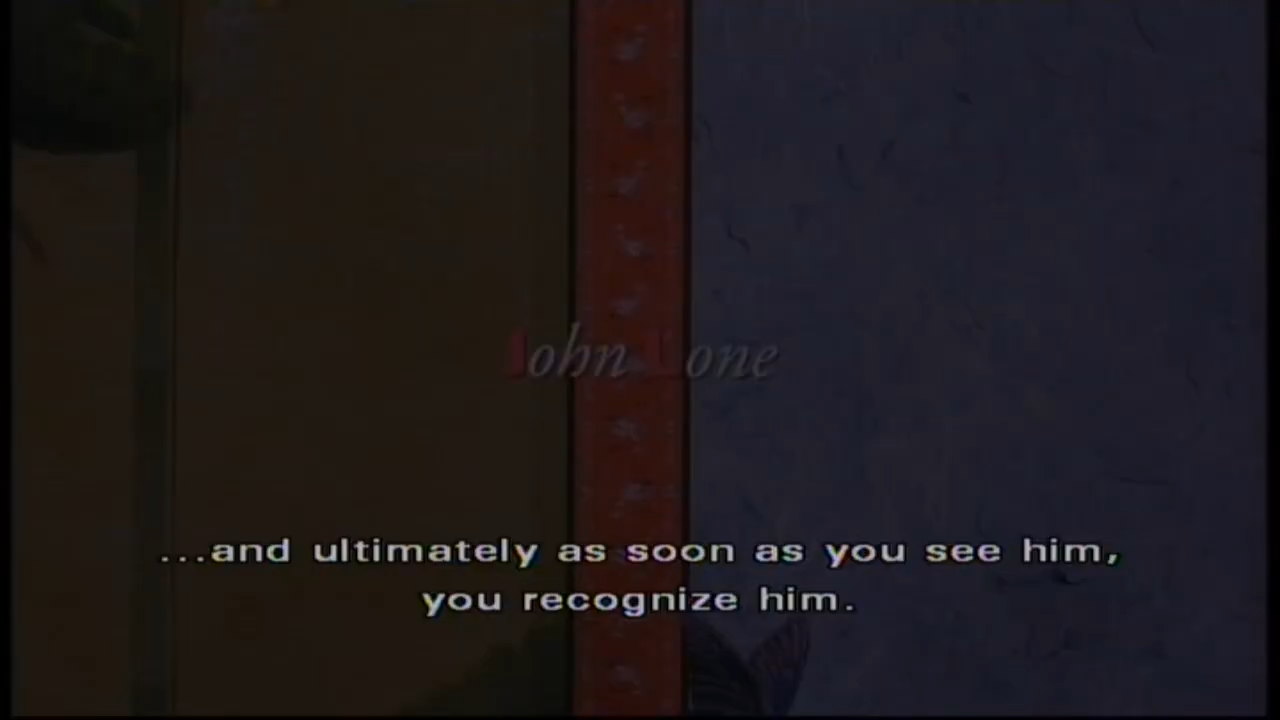 John Lone
...and ultimately as soon as you see him,
you recognize him.